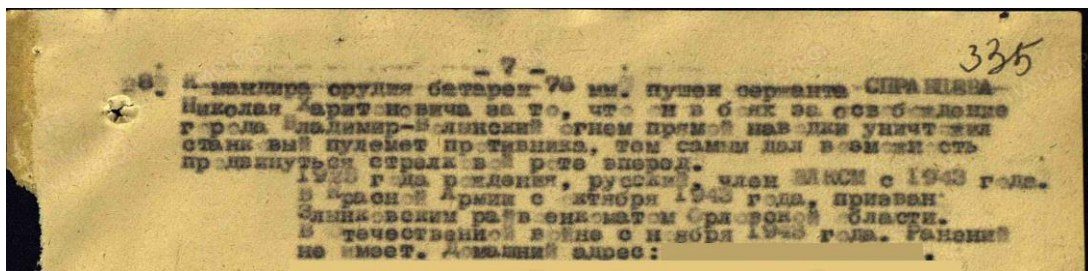 335
- 7 -
28. Командира орудия батареи 76 мм. пушек сержанта
Николая Харитоновича за то, что он в боях за освобождение
города Владимир-Волынский огнем прямой наводки уничтожил
станковый пулемет противника, тем самым дал возможность
продвинуться стрелковой роте вперед.
1923 года рождения, русский, член ВЛКСМ с 1943 года.
В Красной Армии с октября 1943 года, призван
Злынковским райвоенкоматом Орловской области.
В отечественной войне с ноября 1943 года. Ранений
не имеет. Домашний адрес: .